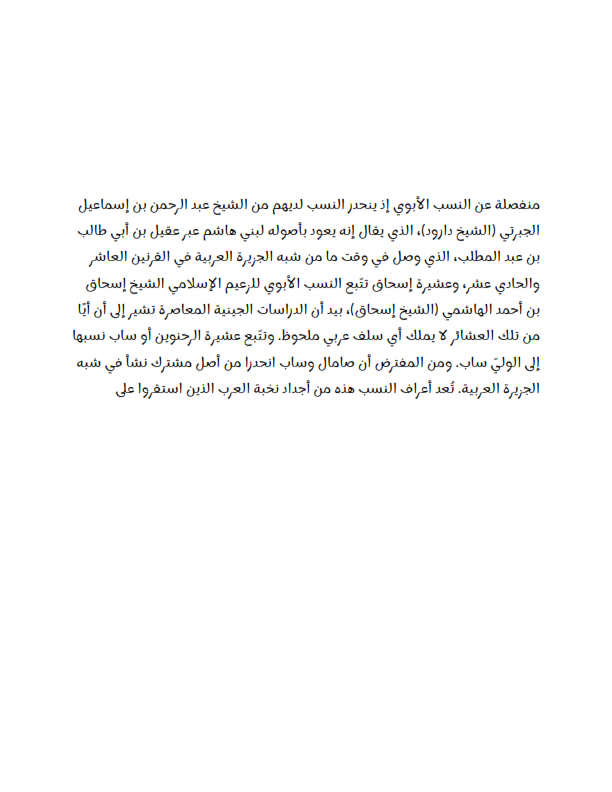 منفصلة عن النسب الأبوي إذ ينحدر النسب لديهم من الشيخ عبد الرحمن بن إسماعيل
الجبرتي (الشيخ دارود)، الذي يقال إنه يعود بأصوله لبني هاشم عبر عقيل بن أبي طالب
بن عبد المطلب، الذي وصل في وقت ما من شبه الجزيرة العربية في القرنين العاشر
والحادي عشر، وعشيرة إسحاق تتّبع النسب الأبوي للزعيم الإسلامي الشيخ إسحاق
بن أحمد الهاشمي (الشيخ إسحاق)، بيد أن الدراسات الجينية المعاصرة تشير إلى أن أيًا
من تلك العشائر لا يملك أي سلف عربي ملحوظ. وتتّبع عشيرة الرحنوين أو ساب نسبها
إلى الوليّ ساب. ومن المفترض أن صامال وساب انحدرا من أصل مشترك نشأ في شبه
الجزيرة العربية. تُعد أعراف النسب هذه من أجداد نخبة العرب الذين استقروا على